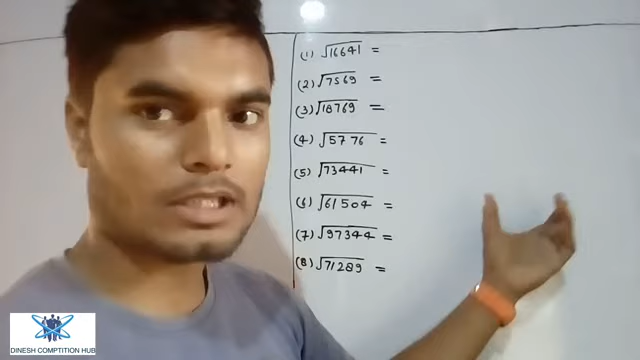 (1) √16641 =
(2) √7569 =
(3) √18769 =
(4) √5776 =
(5) √73441 =
(6) √61504 =
(7) √97344 =
(8) √71289 =
DINESH COMPTITION HUB